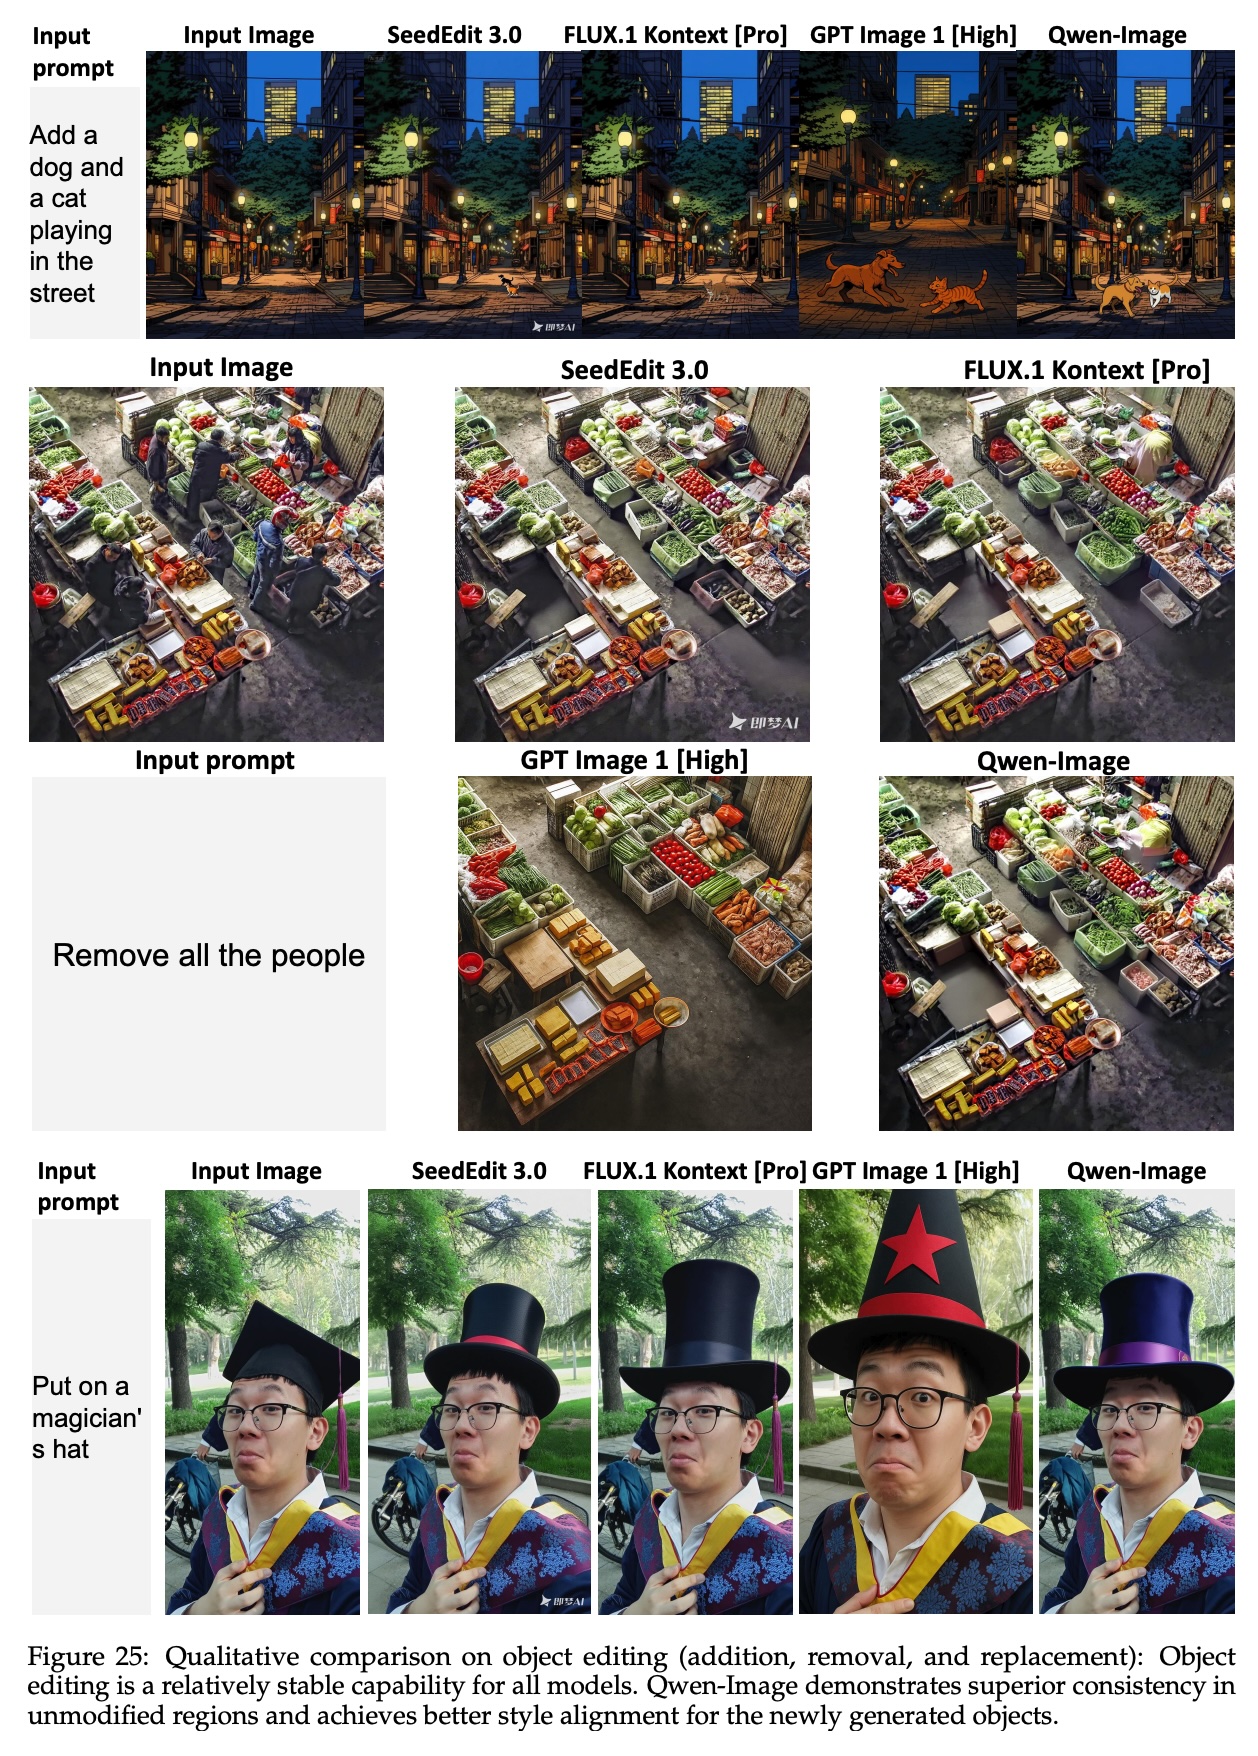 Input
prompt
Input Image
SeedEdit 3.0
FLUX.1 Kontext [Pro]
GPT Image 1 [High]
Qwen-Image
Add a
dog and
a cat
playing
in the
street
即梦AI
Input Image
SeedEdit 3.0
FLUX.1 Kontext [Pro]
即梦AI
Input prompt
GPT Image 1 [High]
Qwen-Image
Remove all the people
Input
prompt
Input Image
SeedEdit 3.0
FLUX.1 Kontext [Pro]
GPT Image 1 [High]
Qwen-Image
Put on a
magician'
s hat
即梦AI
Figure 25: Qualitative comparison on object editing (addition, removal, and replacement): Object
editing is a relatively stable capability for all models. Qwen-Image demonstrates superior consistency in
unmodified regions and achieves better style alignment for the newly generated objects.